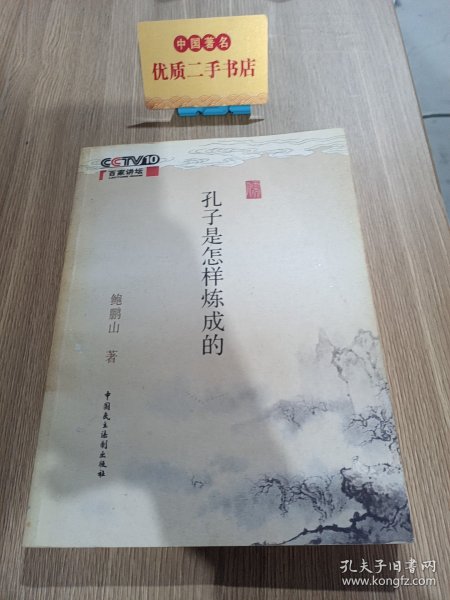 中国著名
优质二手书店
CCTV10
百家讲坛
孔子是怎样炼成的
鲍鹏山 著
中国民主法制出版社
孔夫子旧书网
www.kongfz.com